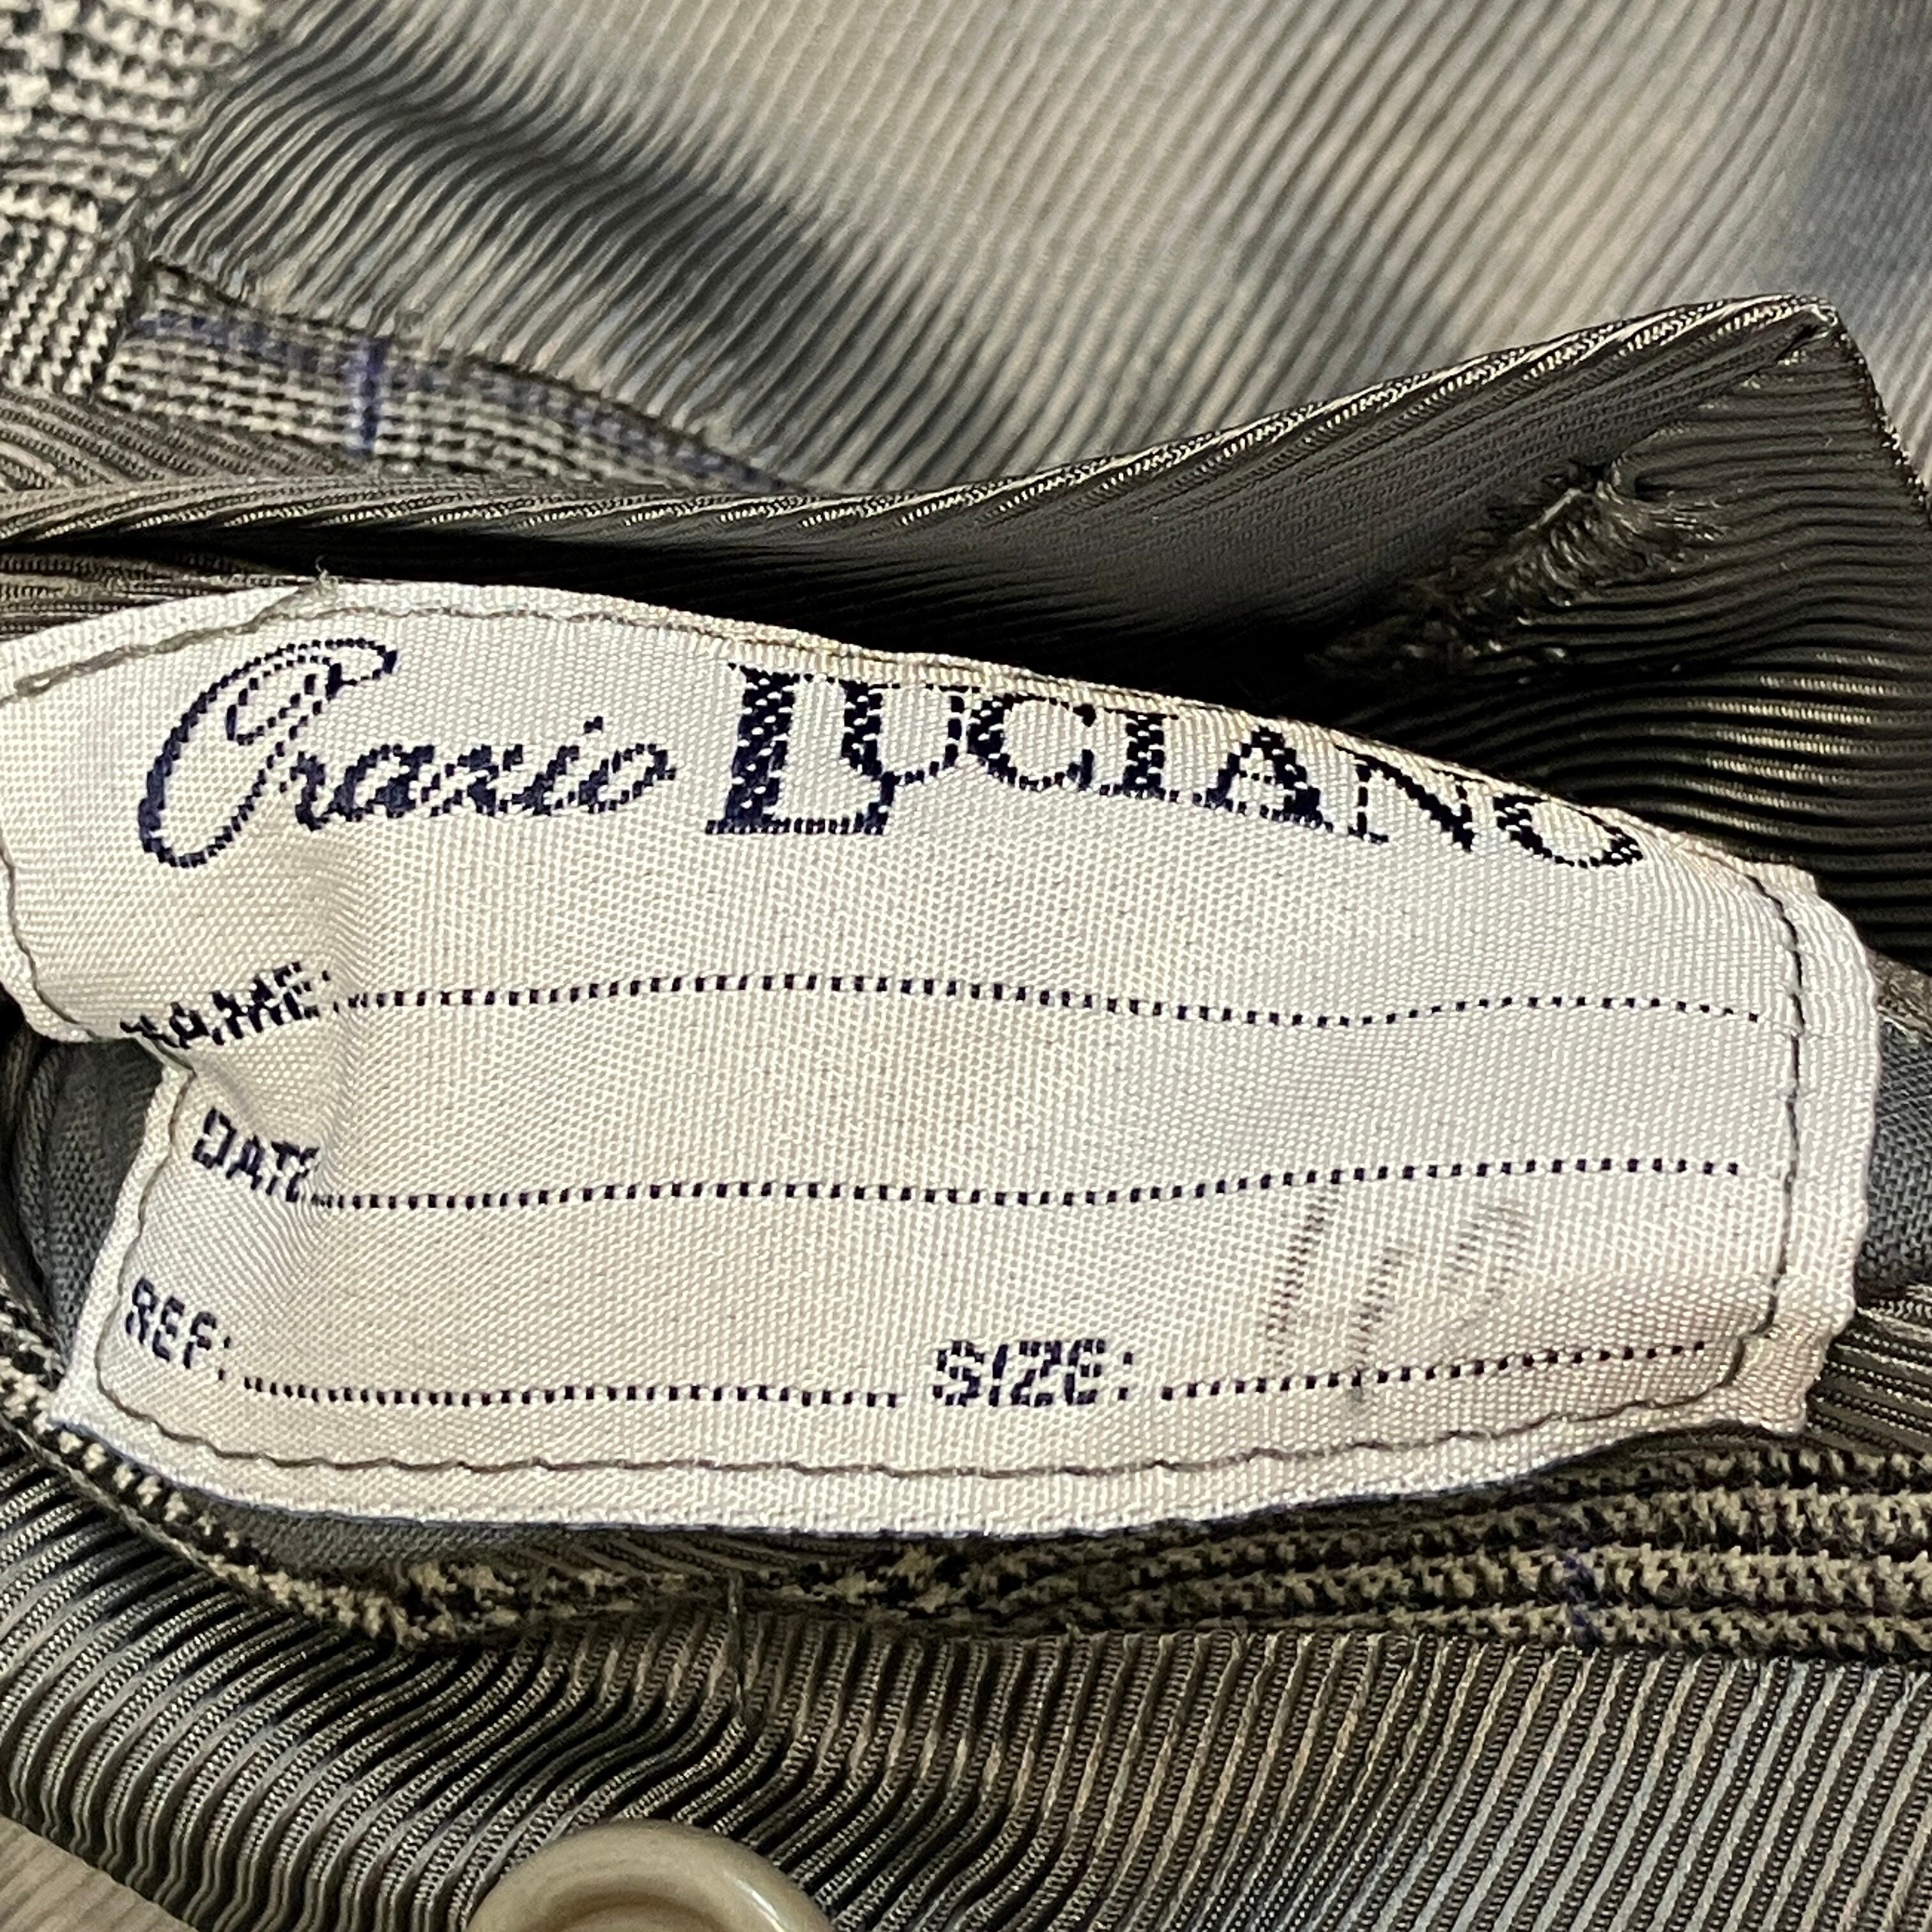 Orazio LUCIANO
NAME:
DATE
REF: SIZE: